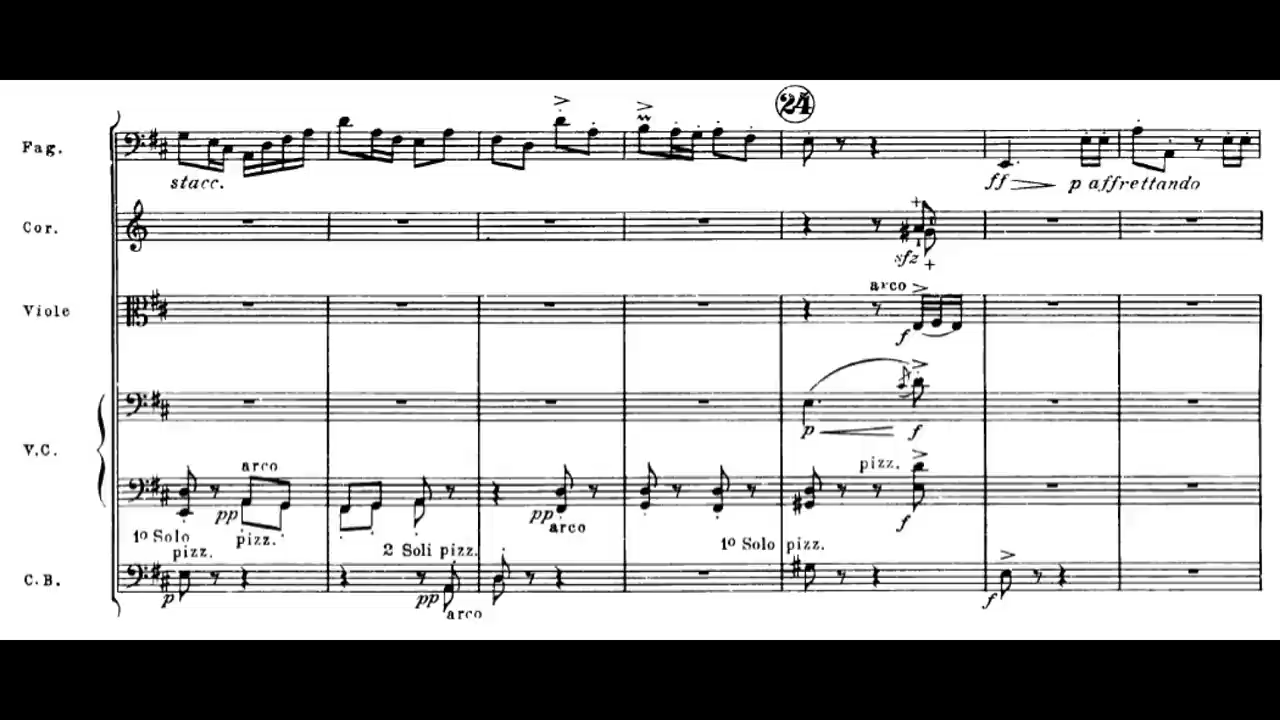 24
Fag.
stacc.
ff p affrettando
Cor.
sfz
arco
Viole
f
p f
V.C.
arco pizz.
pp pp f
1º Solo pizz. arco 1º Solo pizz.
pizz. 2 Soli pizz.
C.B.
p pp f
arco